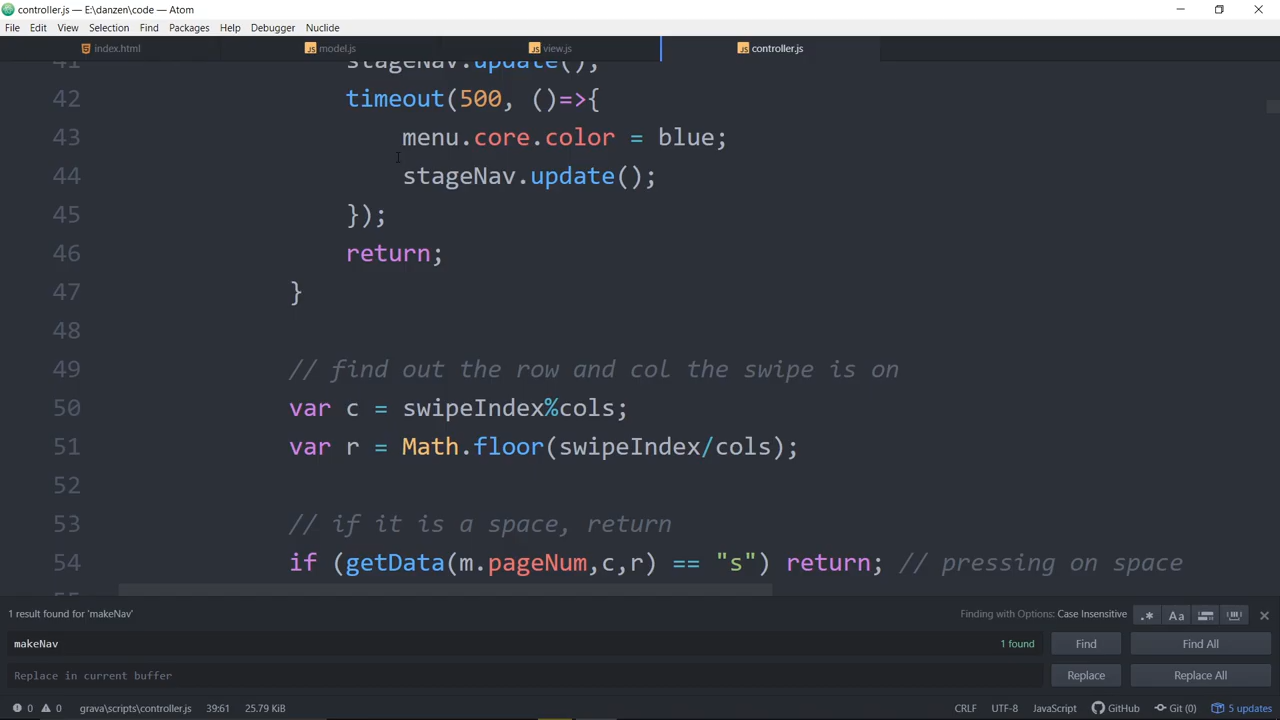 controller.js — E:\danzen\code — Atom
File Edit View Selection Find Packages Help Debugger Nuclide
index.html model.js view.js controller.js
41 stageNav.update();
42 timeout(500, ()=>{
43 menu.core.color = blue;
44 stageNav.update();
45 });
46 return;
47 }
48
49 // find out the row and col the swipe is on
50 var c = swipeIndex%cols;
51 var r = Math.floor(swipeIndex/cols);
52
53 // if it is a space, return
54 if (getData(m.pageNum,c,r) == "s") return; // pressing on space
1 result found for 'makeNav'
Finding with Options: Case Insensitive
.* Aa
makeNav
1 found
Find
Find All
Replace in current buffer
Replace
Replace All
0 0 grava\scripts\controller.js 39:61 25.79 KiB
CRLF UTF-8 JavaScript GitHub Git (0) 5 updates